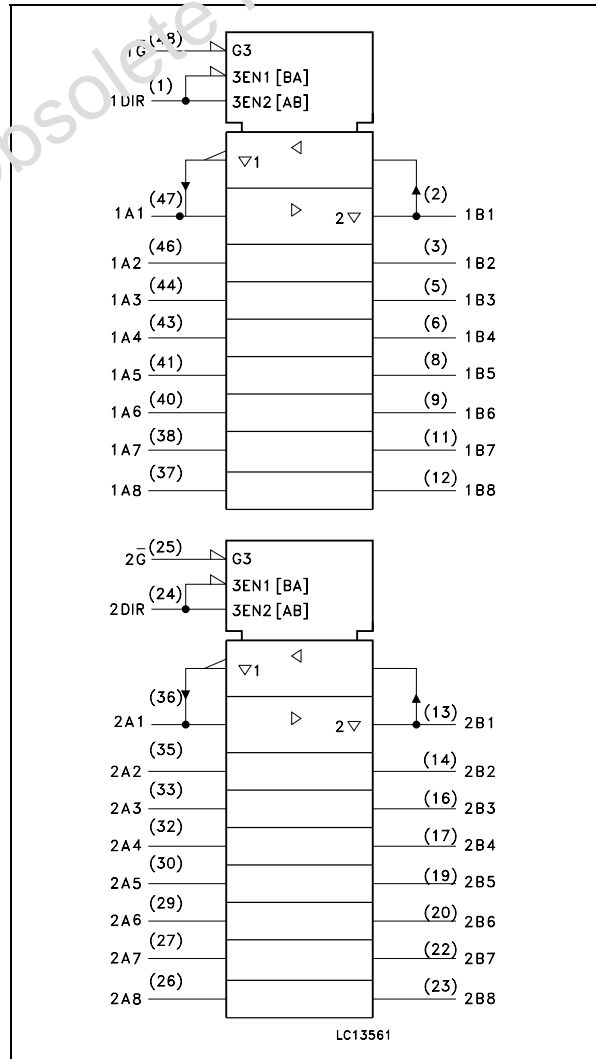 obsolete
1G̅ (48) G3
3EN1 [BA]
1DIR (1) 3EN2 [AB]
▽1 ◁
1A1 (47) ▷ 2▽ (2) 1B1
1A2 (46) (3) 1B2
1A3 (44) (5) 1B3
1A4 (43) (6) 1B4
1A5 (41) (8) 1B5
1A6 (40) (9) 1B6
1A7 (38) (11) 1B7
1A8 (37) (12) 1B8
2G̅ (25) G3
3EN1 [BA]
2DIR (24) 3EN2 [AB]
▽1 ◁
2A1 (36) ▷ 2▽ (13) 2B1
2A2 (35) (14) 2B2
2A3 (33) (16) 2B3
2A4 (32) (17) 2B4
2A5 (30) (19) 2B5
2A6 (29) (20) 2B6
2A7 (27) (22) 2B7
2A8 (26) (23) 2B8
LC13561